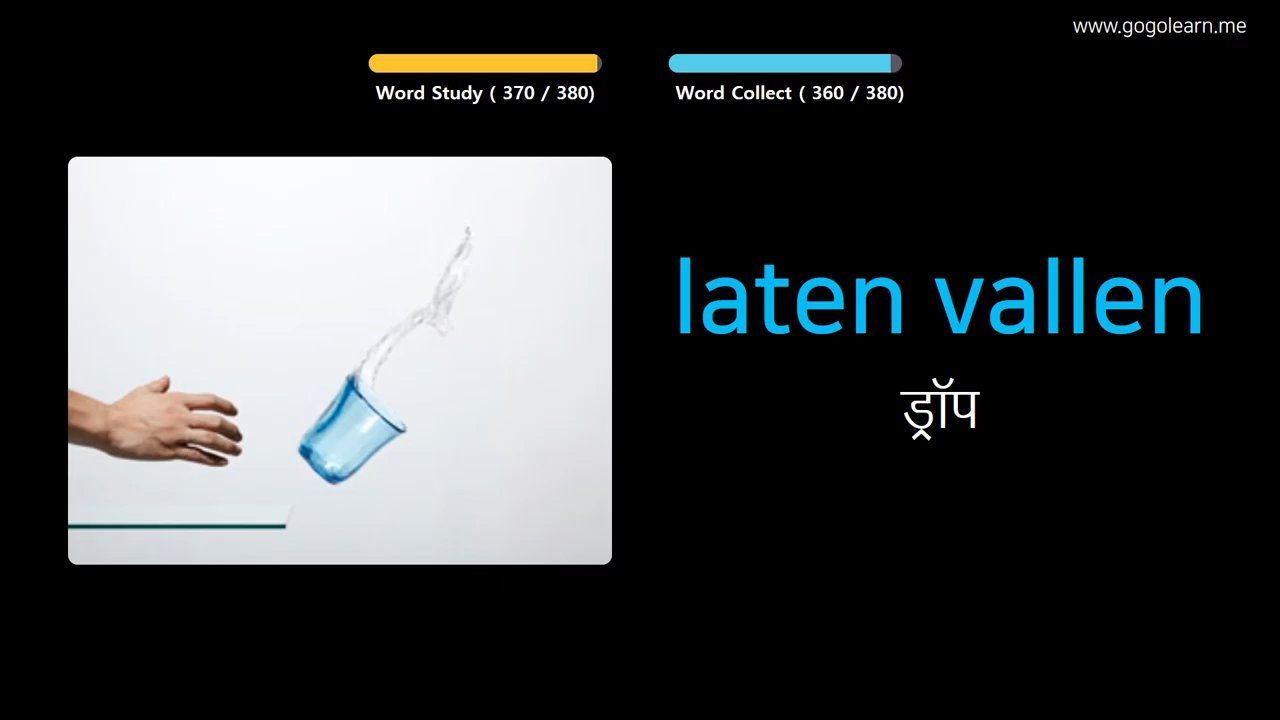 www.gogolearn.me
Word Study ( 370 / 380)
Word Collect ( 360 / 380)
laten vallen
ड्रॉप